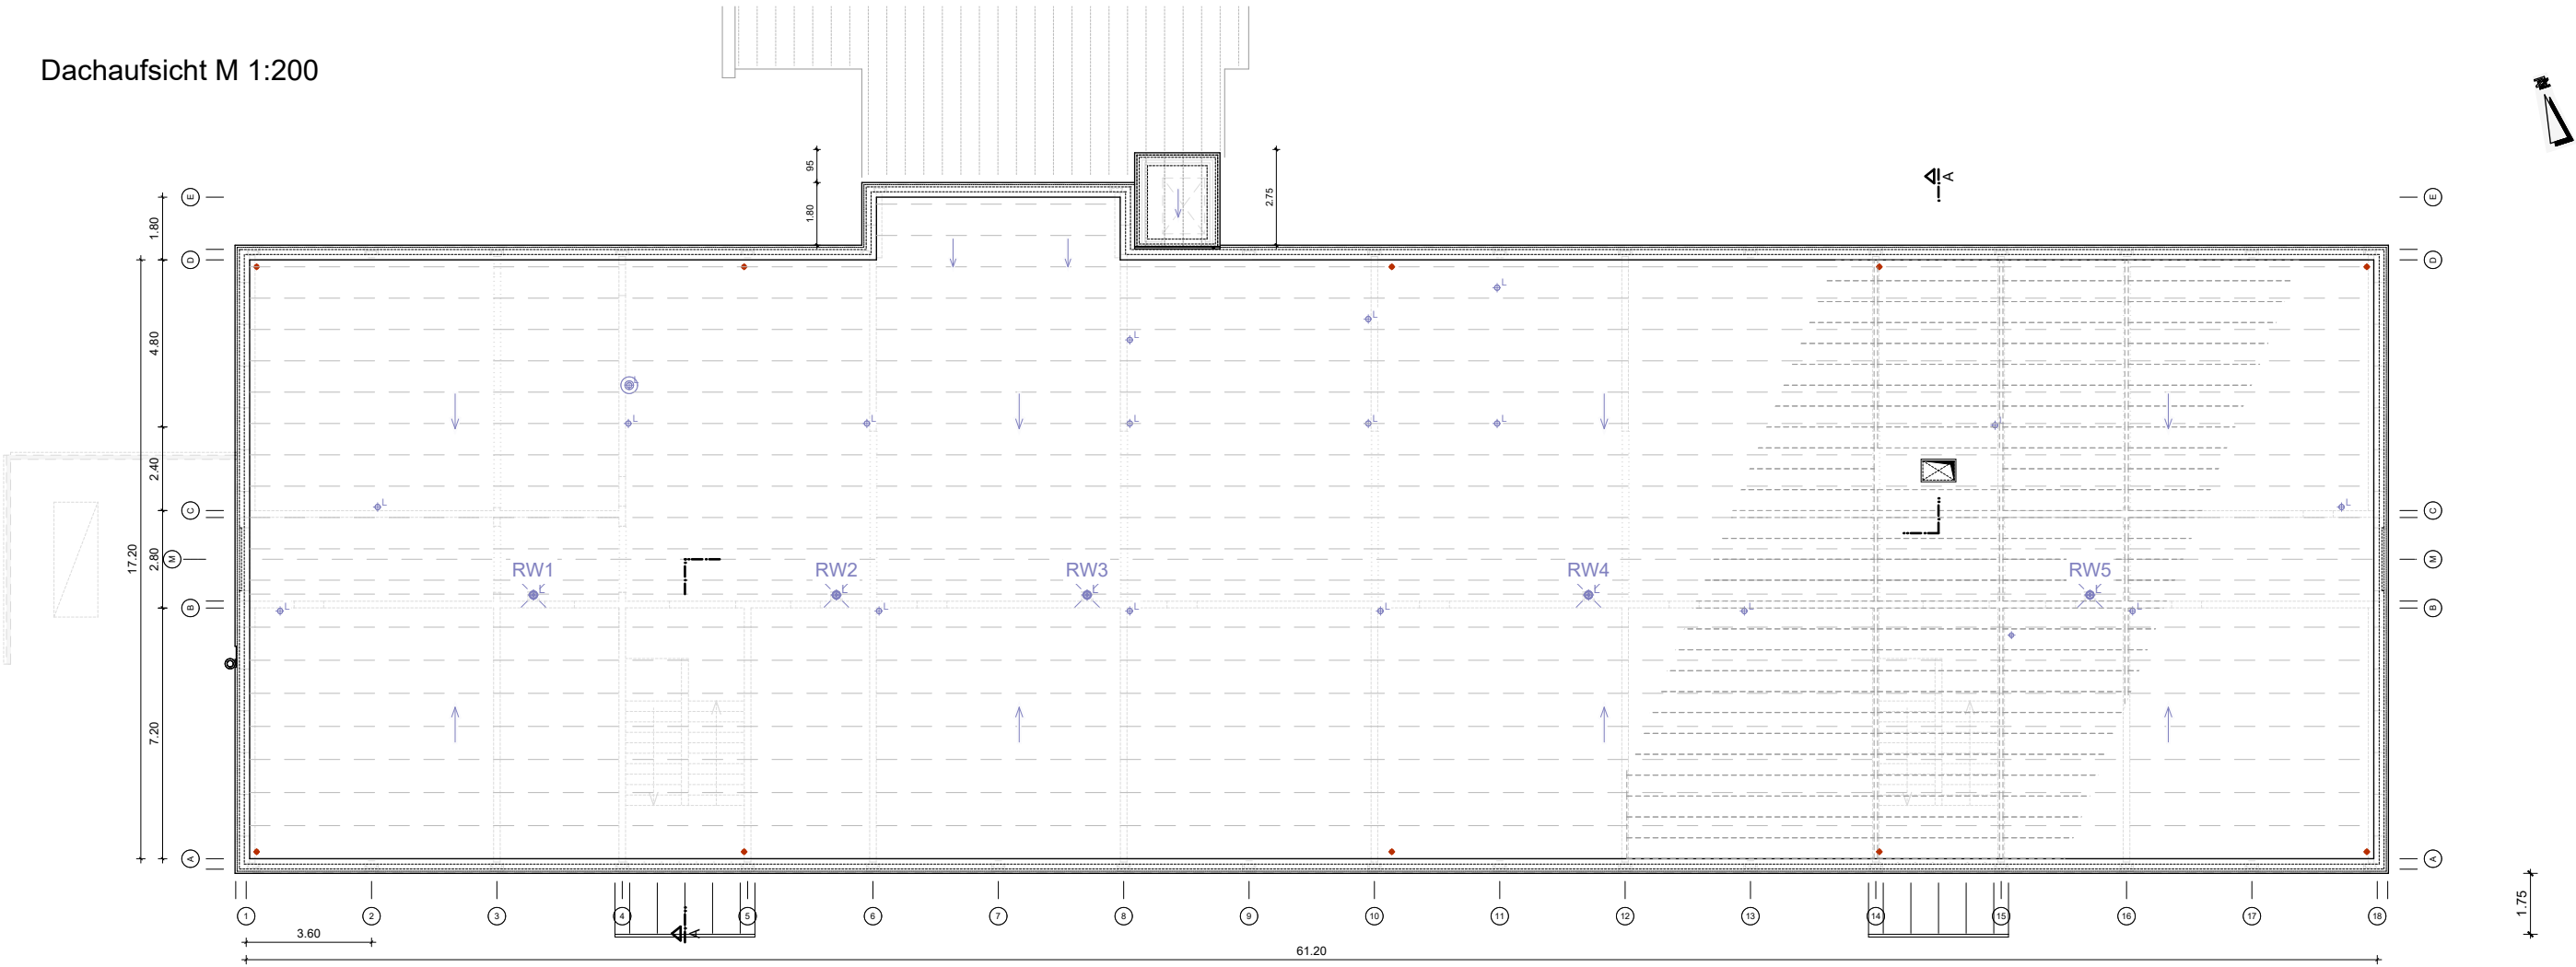 Dachaufsicht M 1:200
N
95
1.80
2.75
A
E
E
1.80
D
D
L
L
L
4.80
L
L
L
L
L
L
L
2.40
L
L
C
C
17.20
2.80
M
M
RW1
RW2
RW3
RW4
RW5
L
L
L
L
L
B
B
L
L
L
L
L
7.20
A
A
1
2
3
4
5
6
7
8
9
10
11
12
13
14
15
16
17
18
1.75
3.60
A
61.20